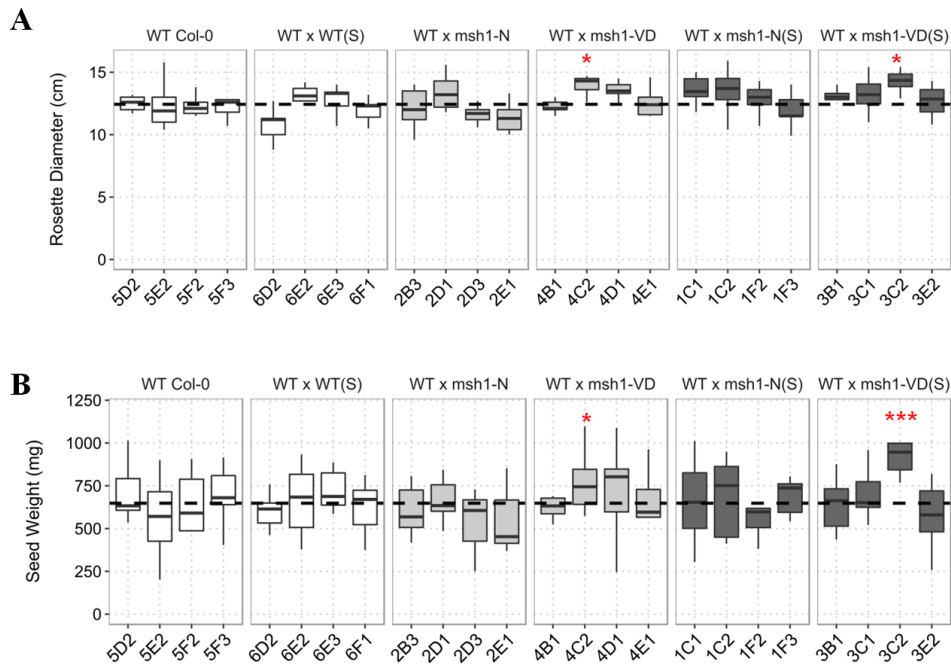 A
WT Col-0 WT x WT(S) WT x msh1-N WT x msh1-VD WT x msh1-N(S) WT x msh1-VD(S)
* *
15
10
5
0
Rosette Diameter (cm)
5D2 5E2 5F2 5F3 6D2 6E2 6E3 6F1 2B3 2D1 2D3 2E1 4B1 4C2 4D1 4E1 1C1 1C2 1F2 1F3 3B1 3C1 3C2 3E2
B
WT Col-0 WT x WT(S) WT x msh1-N WT x msh1-VD WT x msh1-N(S) WT x msh1-VD(S)
* ***
1250
1000
750
500
250
0
Seed Weight (mg)
5D2 5E2 5F2 5F3 6D2 6E2 6E3 6F1 2B3 2D1 2D3 2E1 4B1 4C2 4D1 4E1 1C1 1C2 1F2 1F3 3B1 3C1 3C2 3E2